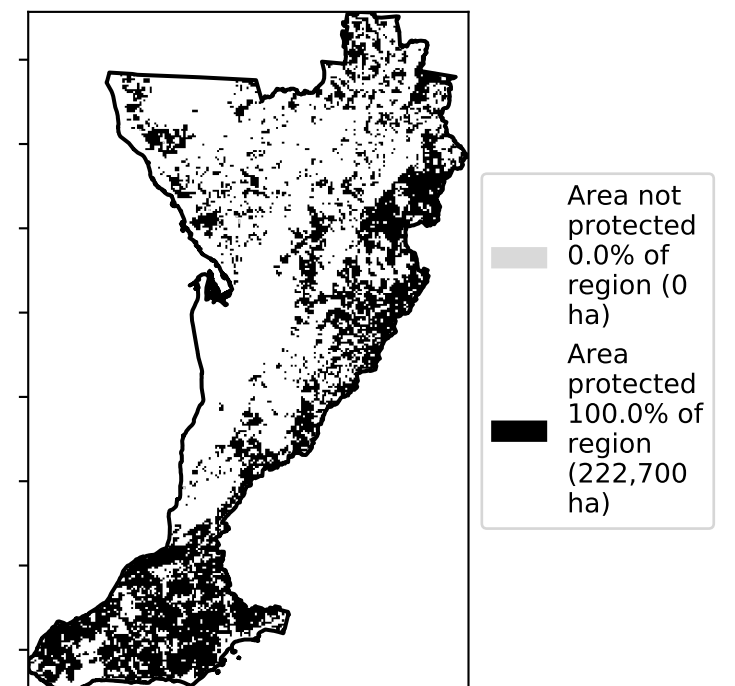 Area not
protected
0.0% of
region (0
ha)
Area
protected
100.0% of
region
(222,700
ha)